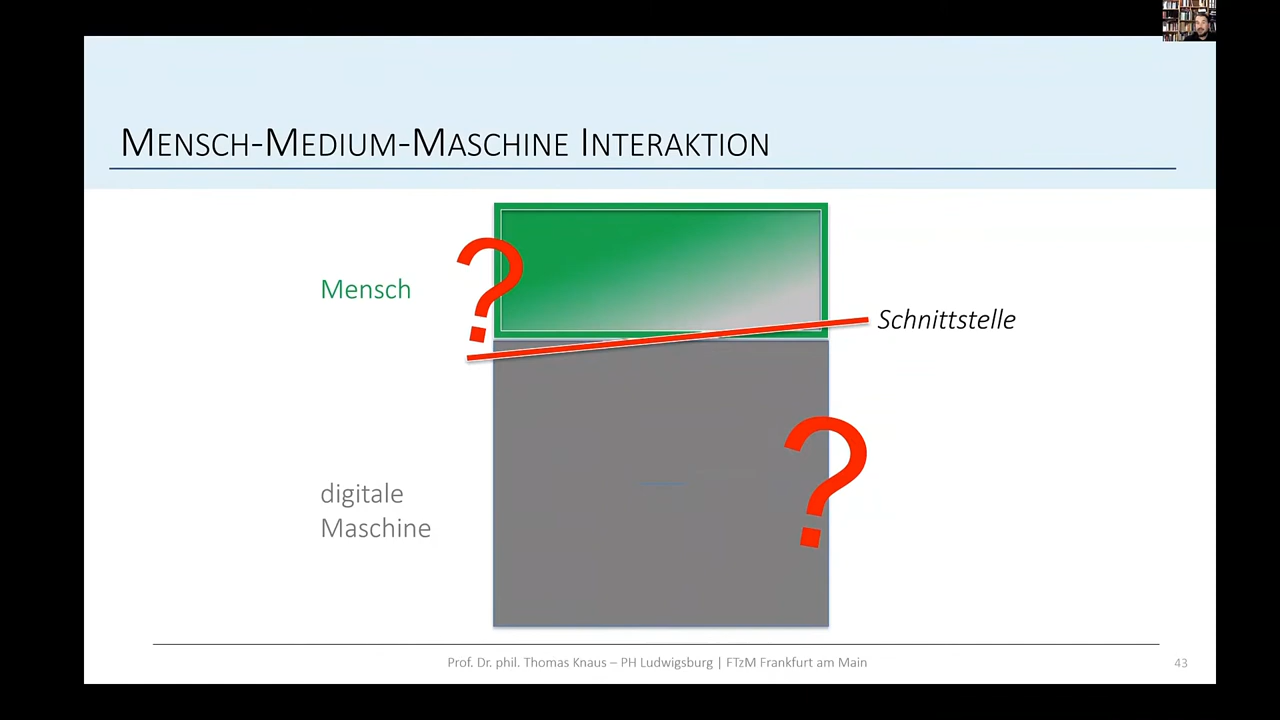 MENSCH-MEDIUM-MASCHINE INTERAKTION
?
Mensch
Schnittstelle
?
digitale
Maschine
Prof. Dr. phil. Thomas Knaus – PH Ludwigsburg | FTzM Frankfurt am Main
43